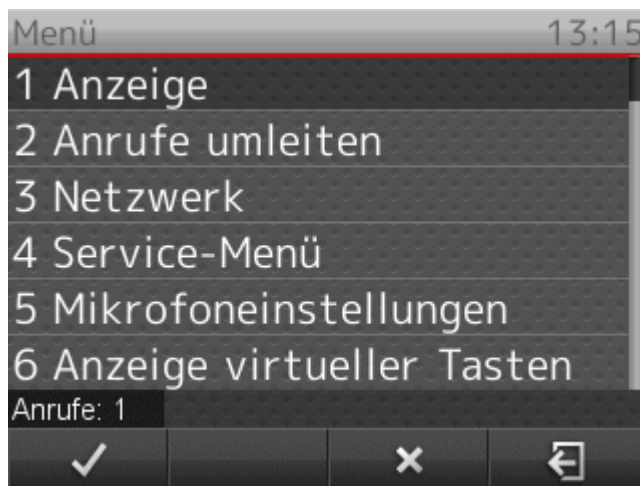 Menü 13:15
1 Anzeige
2 Anrufe umleiten
3 Netzwerk
4 Service-Menü
5 Mikrofoneinstellungen
6 Anzeige virtueller Tasten
Anrufe: 1